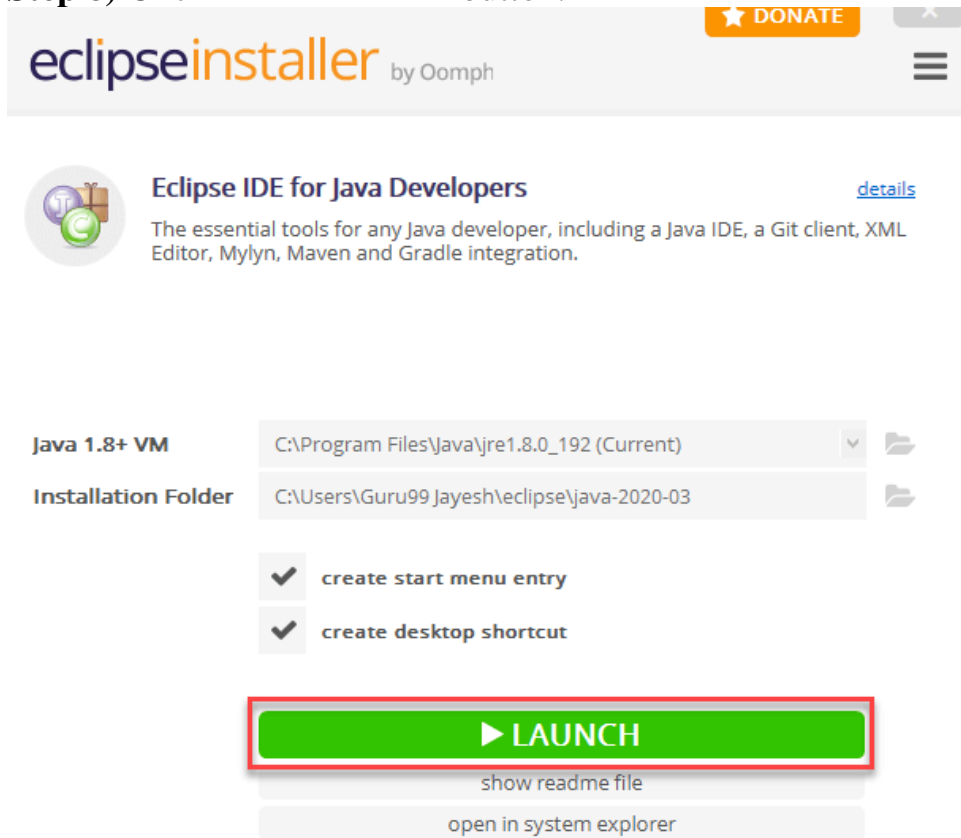 DONATE
eclipseinstaller by Oomph
Eclipse IDE for Java Developers
details
The essential tools for any Java developer, including a Java IDE, a Git client, XML
Editor, Mylyn, Maven and Gradle integration.
Java 1.8+ VM
C:\Program Files\Java\jre1.8.0_192 (Current)
Installation Folder
C:\Users\Guru99 Jayesh\eclipse\java-2020-03
create start menu entry
create desktop shortcut
LAUNCH
show readme file
open in system explorer